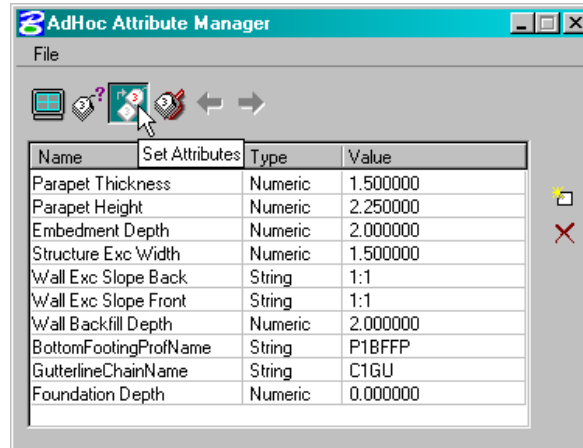 AdHoc Attribute Manager
File
Set Attributes
Name Type Value
Parapet Thickness Numeric 1.500000
Parapet Height Numeric 2.250000
Embedment Depth Numeric 2.000000
Structure Exc Width Numeric 1.500000
Wall Exc Slope Back String 1:1
Wall Exc Slope Front String 1:1
Wall Backfill Depth Numeric 2.000000
BottomFootingProfName String P1BFFP
GutterlineChainName String C1GU
Foundation Depth Numeric 0.000000